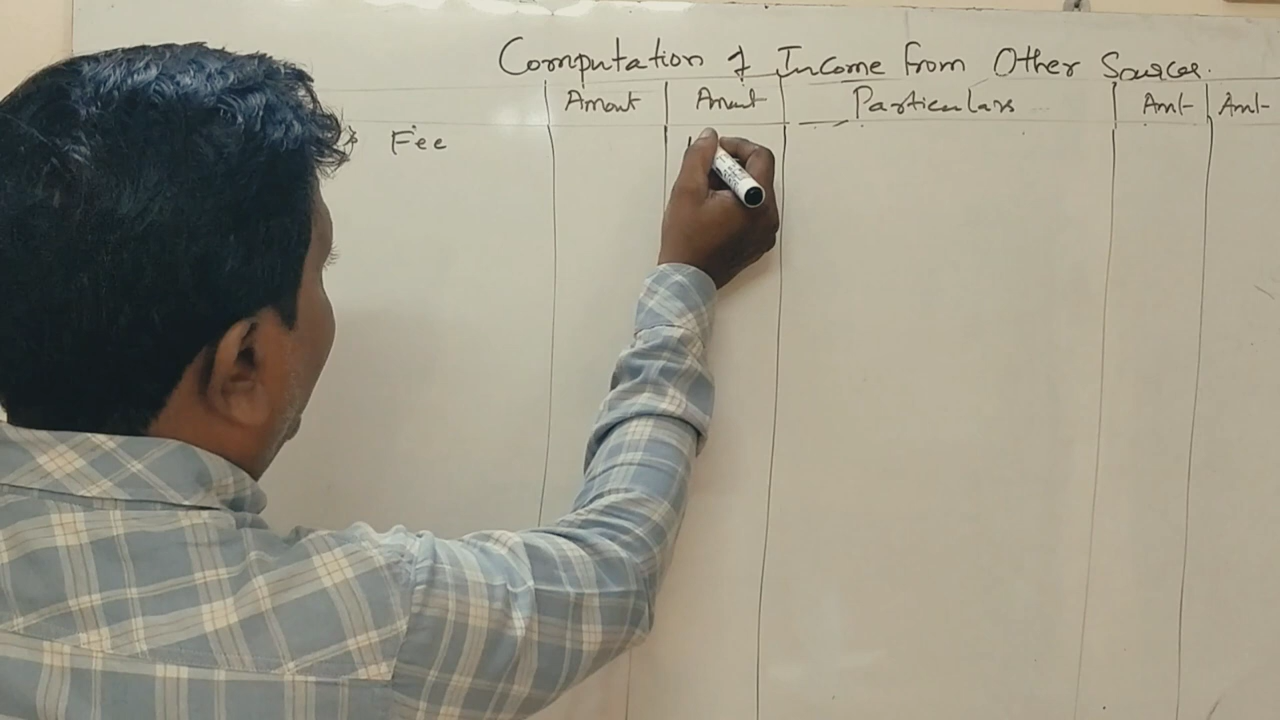 Computation of Income from Other Sources.
Amount Amount Particulars Amt Amt
Fee